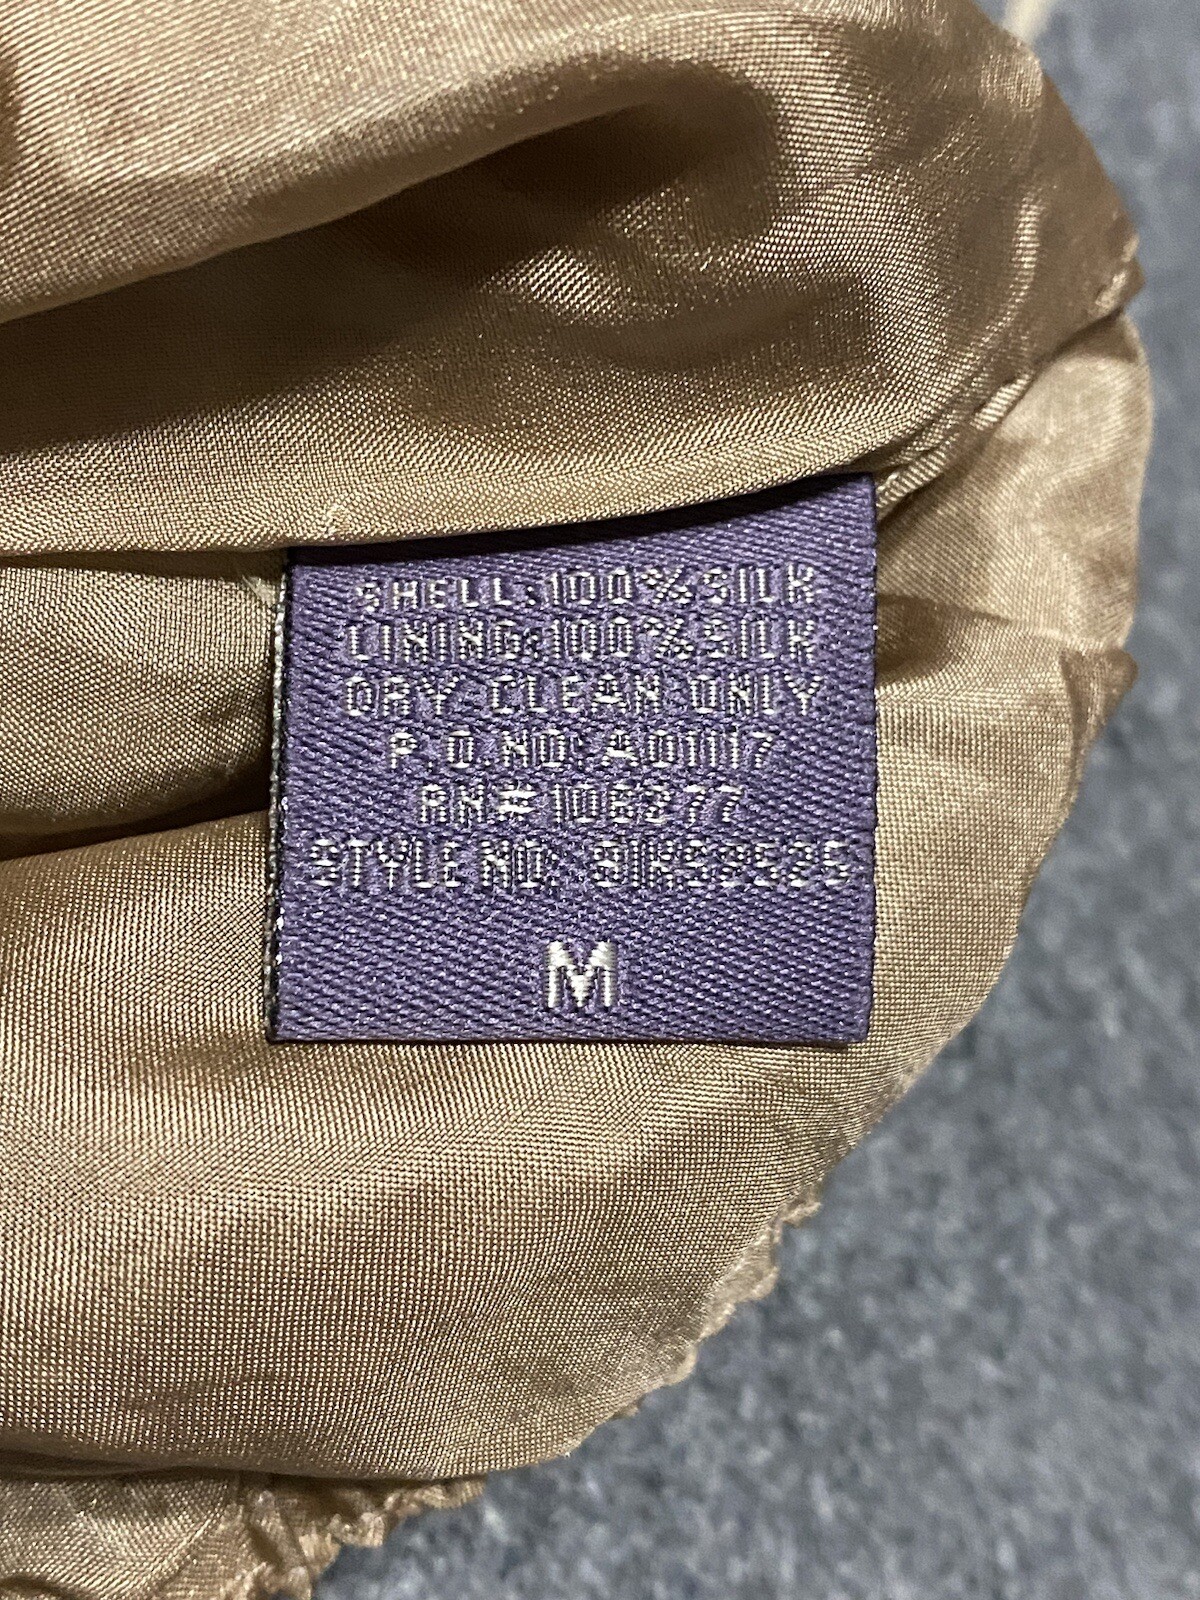 SHELL:100%SILK
LINING:100%SILK
DRY CLEAN ONLY
P.O.NO:A01117
RN#106277
STYLE NO:
M